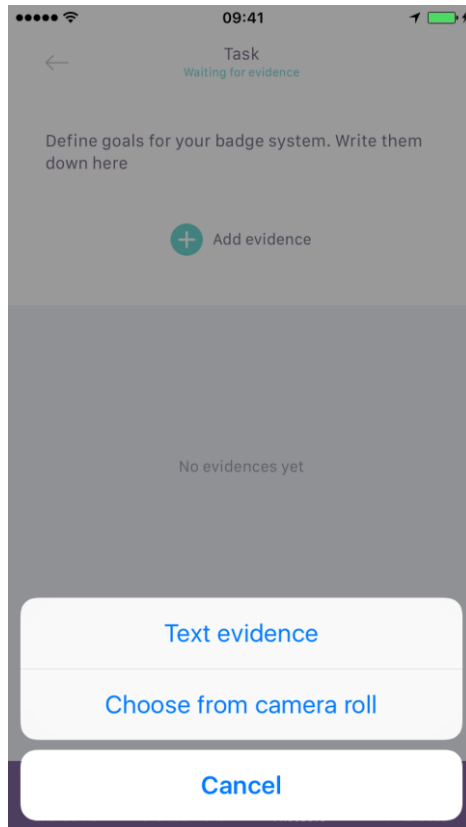 09:41
Task
Waiting for evidence
Define goals for your badge system. Write them
down here
Add evidence
No evidences yet
Text evidence
Choose from camera roll
Cancel